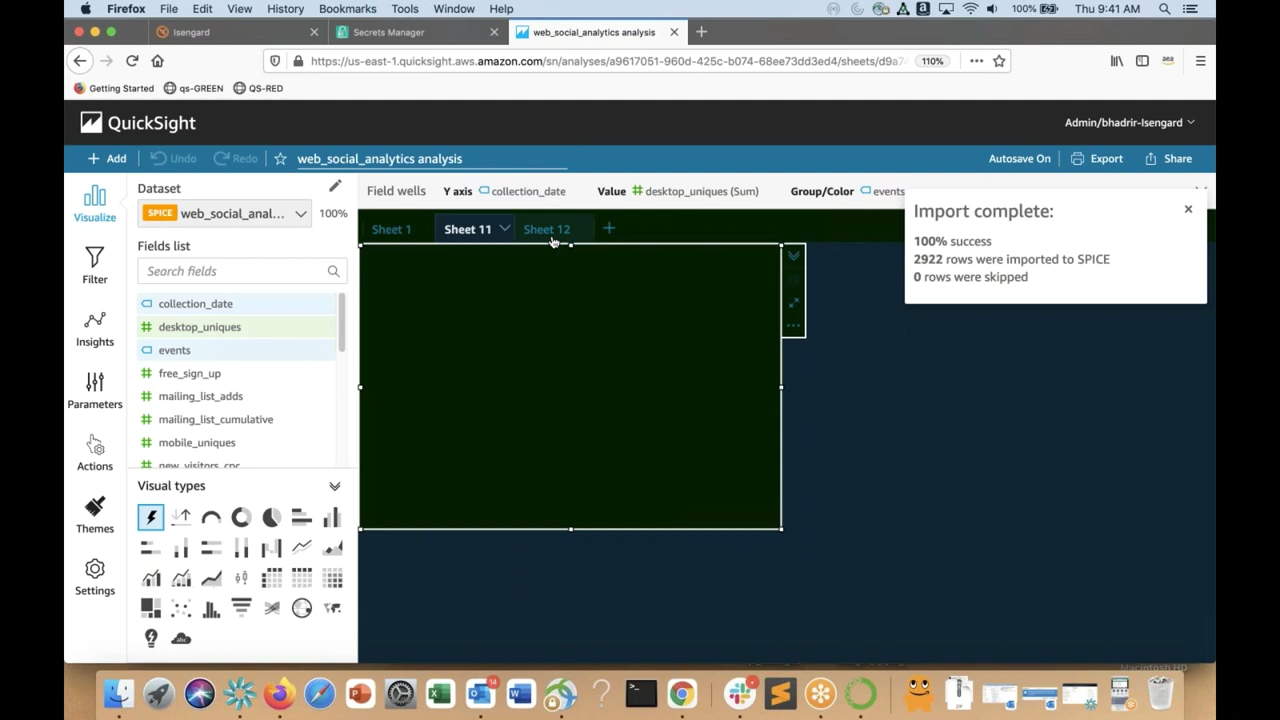 Firefox File Edit View History Bookmarks Tools Window Help 100% Thu 9:41 AM
Isengard Secrets Manager web_social_analytics analysis
https://us-east-1.quicksight.aws.amazon.com/sn/analyses/a9617051-960d-425c-b074-68ee73dd3ed4/sheets/d9a7 110%
Getting Started qs-GREEN QS-RED
QuickSight Admin/bhadrir-Isengard
Add Undo Redo web_social_analytics analysis Autosave On Export Share
Visualize
Filter
Insights
Parameters
Actions
Themes
Settings
Dataset
SPICE web_social_anal... 100%
Fields list
Search fields
collection_date
desktop_uniques
events
free_sign_up
mailing_list_adds
mailing_list_cumulative
mobile_uniques
new_visitors_cpc
Visual types
Field wells Y axis collection_date Value desktop_uniques (Sum) Group/Color events
Sheet 1 Sheet 11 Sheet 12
Import complete:
100% success
2922 rows were imported to SPICE
0 rows were skipped
Macintosh HD
14